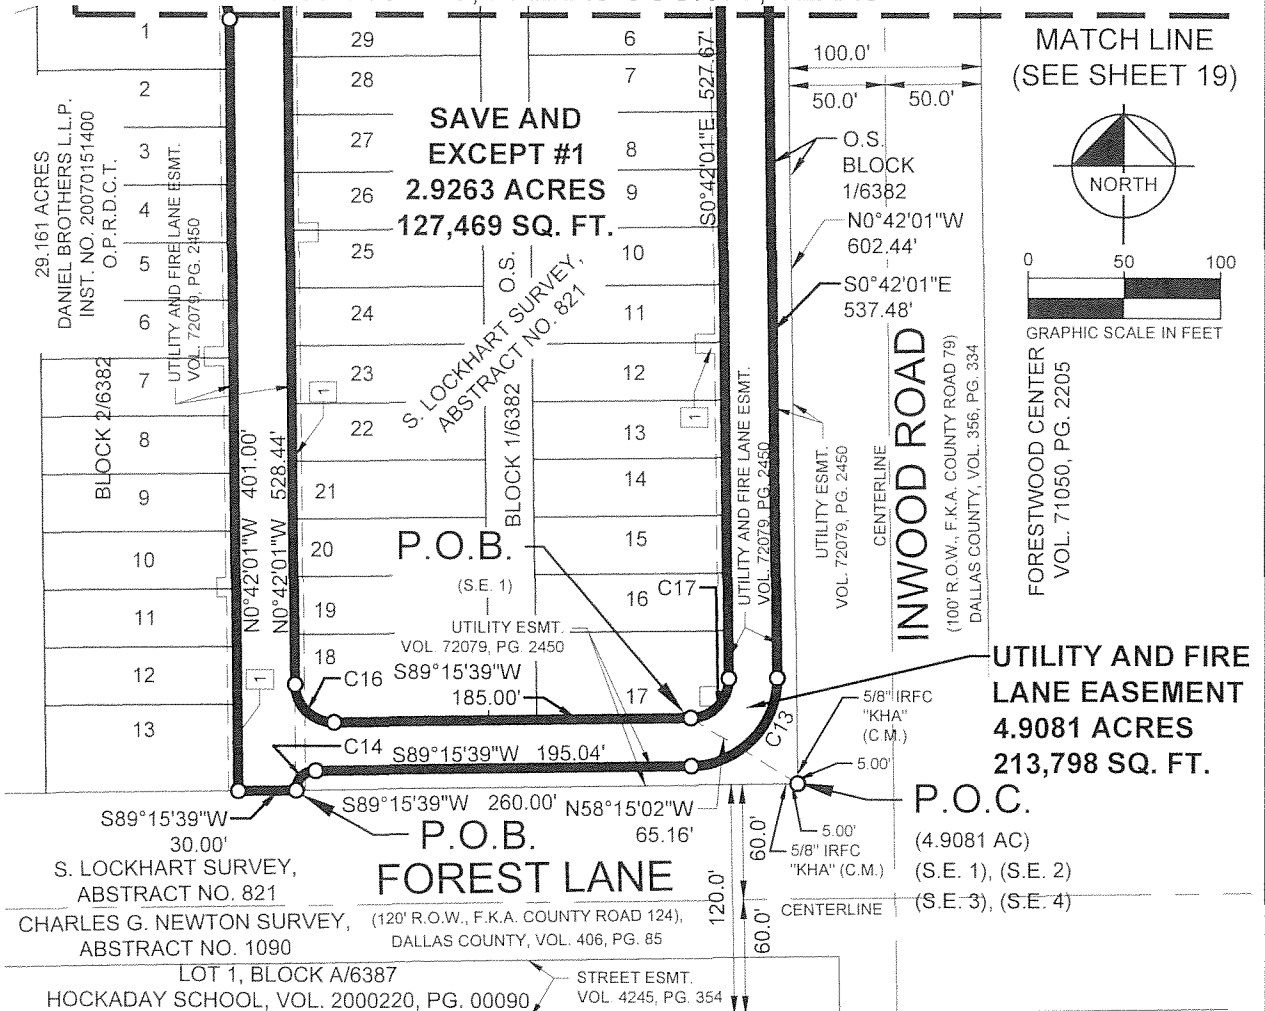 MATCH LINE
(SEE SHEET 19)
NORTH
0 50 100
GRAPHIC SCALE IN FEET
100.0'
50.0' 50.0'
O.S.
BLOCK
1/6382
N0°42'01"W
602.44'
S0°42'01"E
537.48'
S0°42'01"E 527.67'
SAVE AND
EXCEPT #1
2.9263 ACRES
127,469 SQ. FT.
S. LOCKHART SURVEY,
ABSTRACT NO. 821
O.S.
BLOCK 1/6382
29.161 ACRES
DANIEL BROTHERS L.L.P.
INST. NO. 20070151400
O.P.R.D.C.T.
BLOCK 2/6382
1
2
3
4
5
6
7
8
9
10
11
12
13
UTILITY AND FIRE LANE ESMT.
VOL. 72079, PG. 2450
N0°42'01"W 401.00'
N0°42'01"W 528.44'
1
1
1
29
28
27
26
25
24
23
22
21
20
19
18
6
7
8
9
10
11
12
13
14
15
16
17
UTILITY AND FIRE LANE ESMT.
VOL. 72079, PG. 2450
UTILITY ESMT.
VOL. 72079, PG. 2450
CENTERLINE
INWOOD ROAD
(100' R.O.W., F.K.A. COUNTY ROAD 79)
DALLAS COUNTY, VOL. 356, PG. 334
FORESTWOOD CENTER
VOL. 71050, PG. 2205
P.O.B.
(S.E. 1)
C17
UTILITY ESMT.
VOL. 72079, PG. 2450
C16
S89°15'39"W
185.00'
C14
S89°15'39"W 195.04'
C13
5/8" IRFC
"KHA"
(C.M.)
5.00'
UTILITY AND FIRE
LANE EASEMENT
4.9081 ACRES
213,798 SQ. FT.
P.O.C.
(4.9081 AC)
(S.E. 1), (S.E. 2)
(S.E. 3), (S.E. 4)
5.00'
5/8" IRFC
"KHA" (C.M.)
S89°15'39"W 260.00'
N58°15'02"W
65.16'
S89°15'39"W
30.00'
P.O.B.
FOREST LANE
(120' R.O.W., F.K.A. COUNTY ROAD 124),
DALLAS COUNTY, VOL. 406, PG. 85
120.0'
60.0'
60.0'
CENTERLINE
S. LOCKHART SURVEY,
ABSTRACT NO. 821
CHARLES G. NEWTON SURVEY,
ABSTRACT NO. 1090
LOT 1, BLOCK A/6387
HOCKADAY SCHOOL, VOL. 2000220, PG. 00090
STREET ESMT.
VOL. 4245, PG. 354